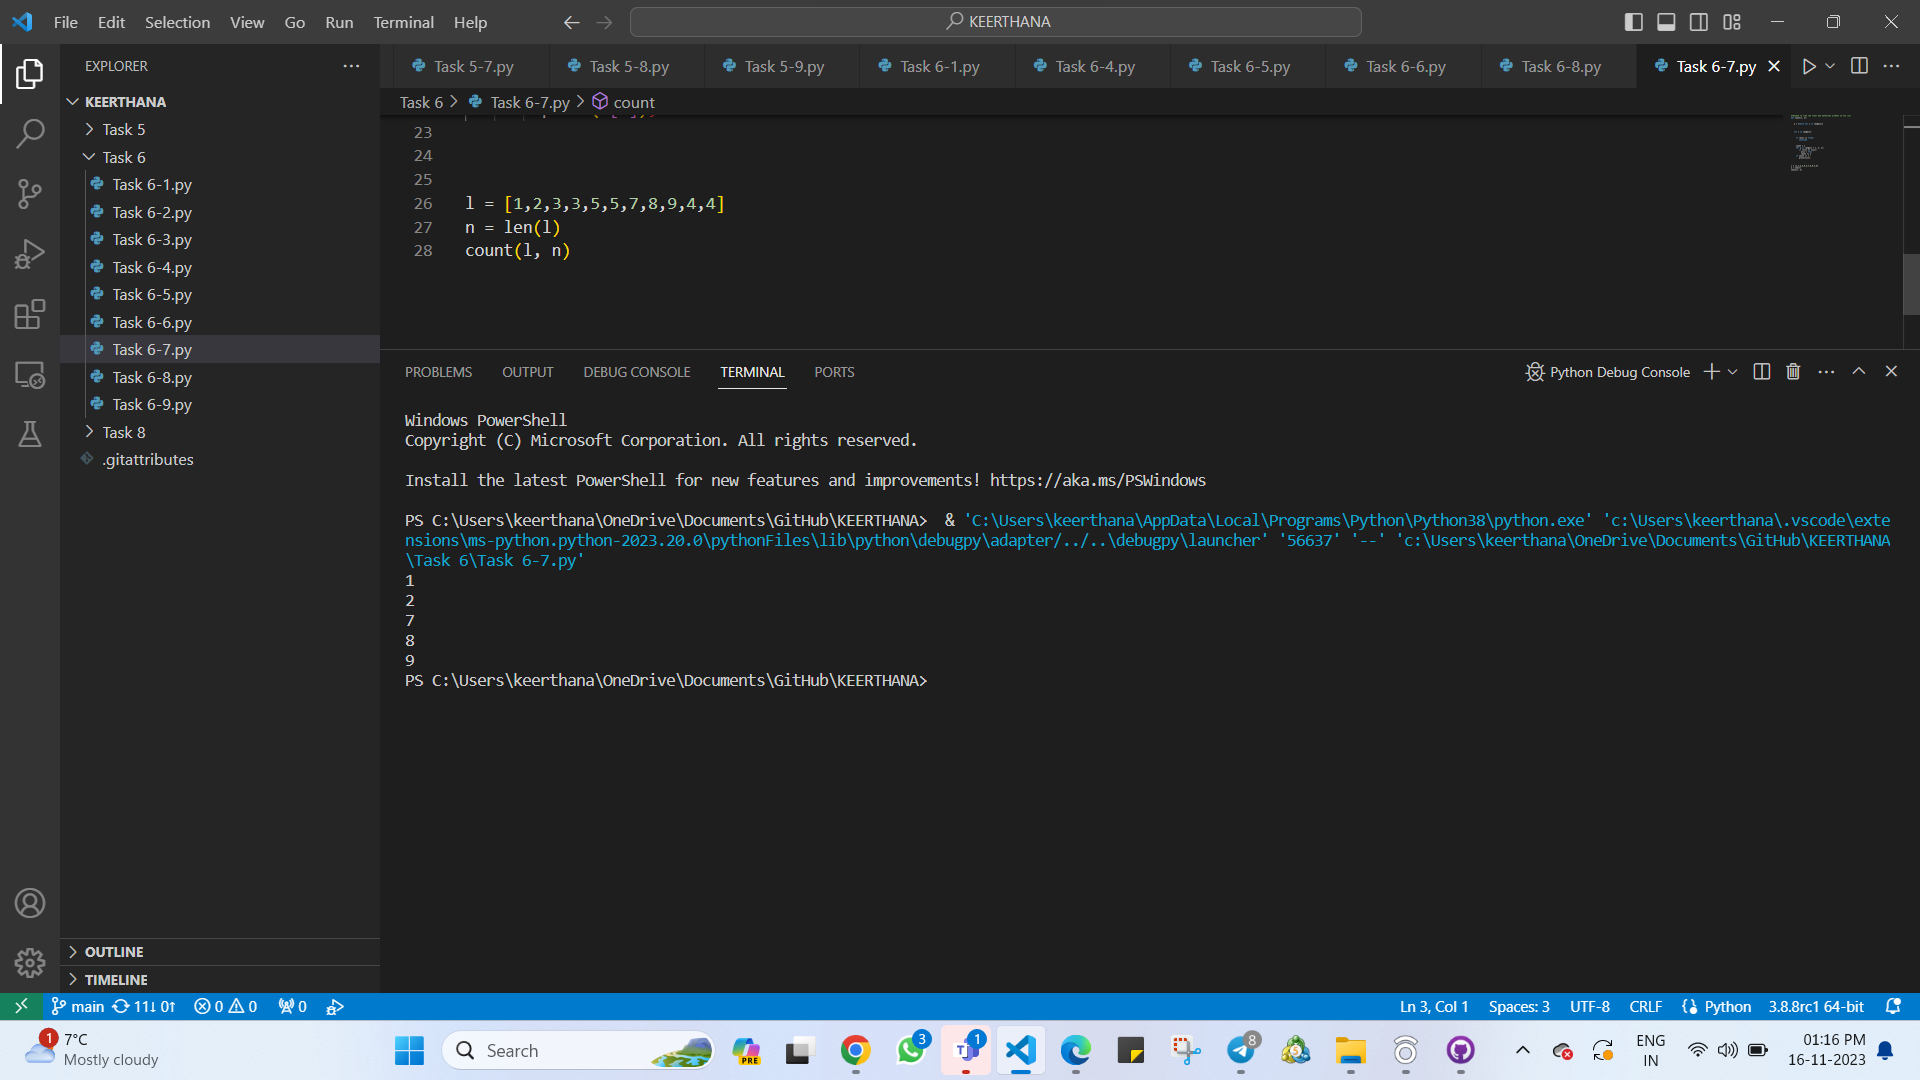 File Edit Selection View Go Run Terminal Help
KEERTHANA
EXPLORER
Task 5-7.py Task 5-8.py Task 5-9.py Task 6-1.py Task 6-4.py Task 6-5.py Task 6-6.py Task 6-8.py Task 6-7.py
KEERTHANA
Task 6 > Task 6-7.py > count
Task 5
Task 6
Task 6-1.py
Task 6-2.py
Task 6-3.py
Task 6-4.py
Task 6-5.py
Task 6-6.py
Task 6-7.py
Task 6-8.py
Task 6-9.py
Task 8
.gitattributes
OUTLINE
TIMELINE
23
24
25
26 l = [1,2,3,3,5,5,7,8,9,4,4]
27 n = len(l)
28 count(l, n)
PROBLEMS OUTPUT DEBUG CONSOLE TERMINAL PORTS
Python Debug Console
Windows PowerShell
Copyright (C) Microsoft Corporation. All rights reserved.
Install the latest PowerShell for new features and improvements! https://aka.ms/PSWindows
PS C:\Users\keerthana\OneDrive\Documents\GitHub\KEERTHANA>  & 'C:\Users\keerthana\AppData\Local\Programs\Python\Python38\python.exe' 'c:\Users\keerthana\.vscode\exte
nsions\ms-python.python-2023.20.0\pythonFiles\lib\python\debugpy\adapter/../..\debugpy\launcher' '56637' '--' 'c:\Users\keerthana\OneDrive\Documents\GitHub\KEERTHANA
\Task 6\Task 6-7.py'
1
2
7
8
9
PS C:\Users\keerthana\OneDrive\Documents\GitHub\KEERTHANA>
main 11↓ 0↑ 0 0 0
Ln 3, Col 1 Spaces: 3 UTF-8 CRLF Python 3.8.8rc1 64-bit
1
7°C
Mostly cloudy
Search
PRE
3
1
8
ENG
IN
01:16 PM
16-11-2023